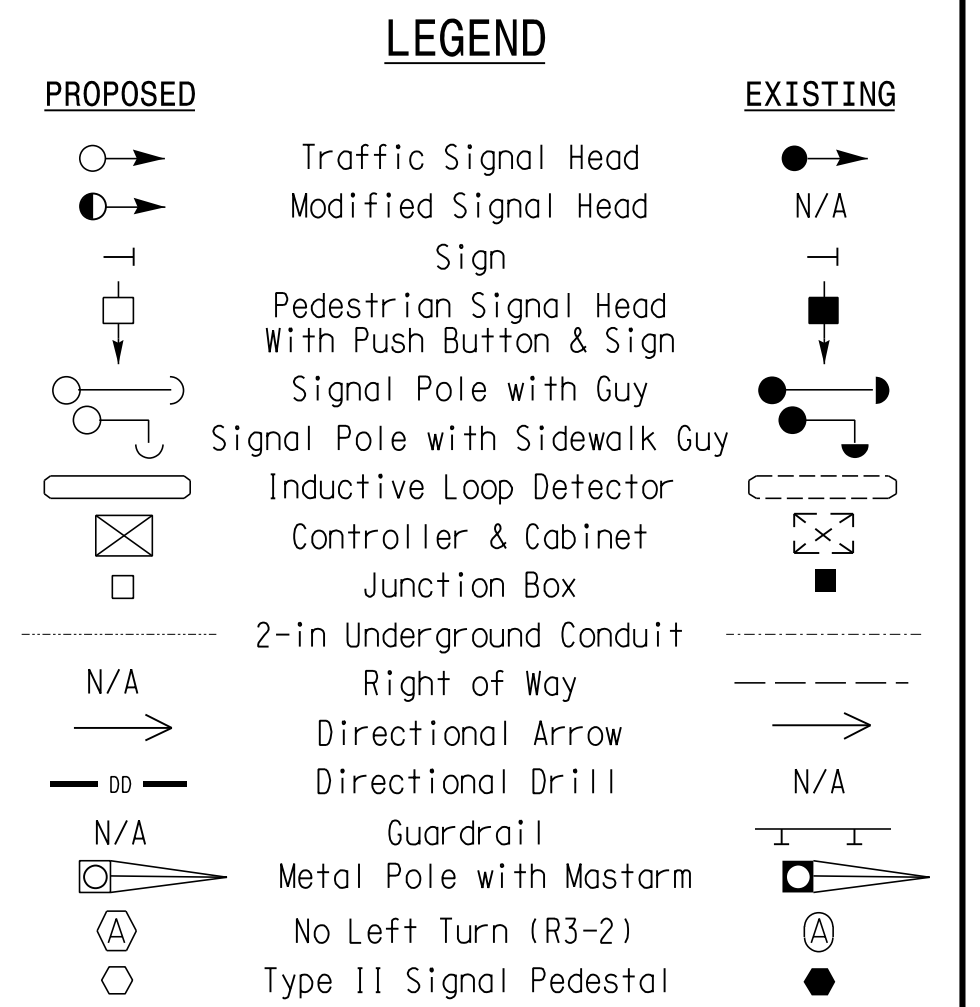 LEGEND
PROPOSED EXISTING
Traffic Signal Head
Modified Signal Head N/A
Sign
Pedestrian Signal Head
With Push Button & Sign
Signal Pole with Guy
Signal Pole with Sidewalk Guy
Inductive Loop Detector
Controller & Cabinet
Junction Box
2-in Underground Conduit
N/A Right of Way
Directional Arrow
DD Directional Drill N/A
N/A Guardrail
Metal Pole with Mastarm
A No Left Turn (R3-2) A
Type II Signal Pedestal